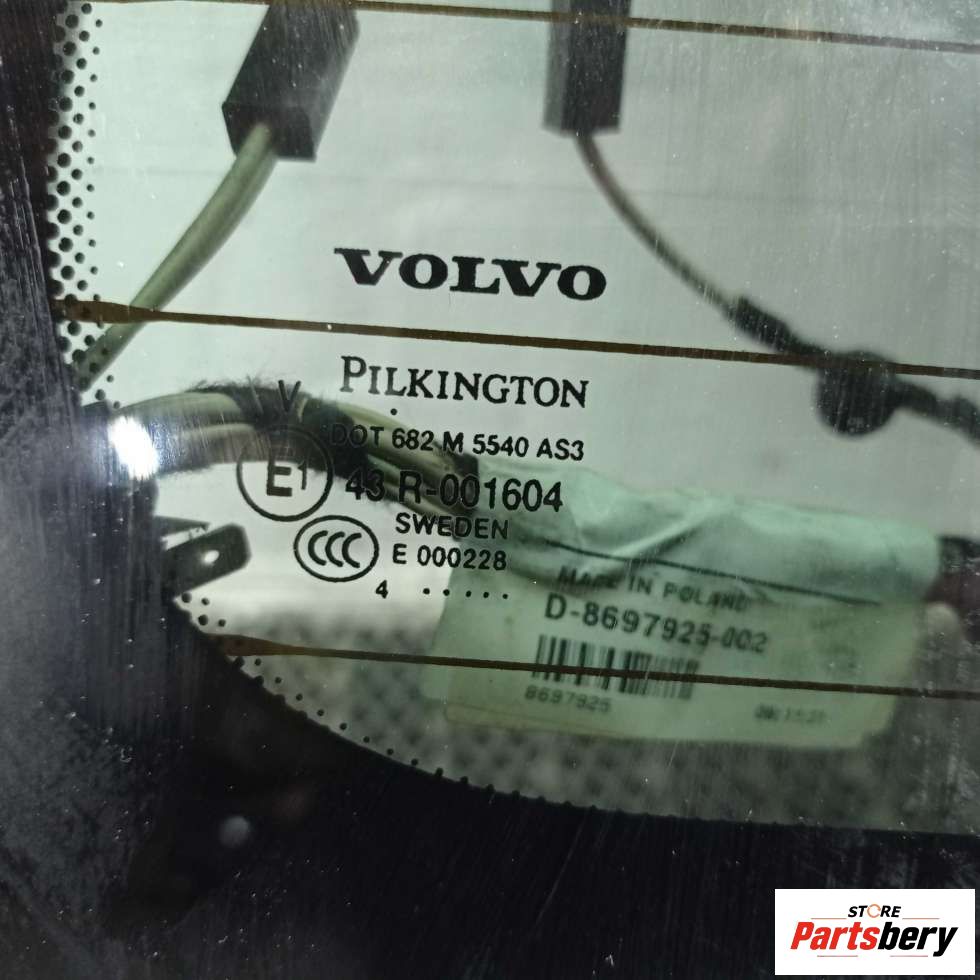 VOLVO
PILKINGTON
V
DOT 682 M 5540 AS3
E1 43 R-001604
SWEDEN
CCC E 000228
4 . . . . .
MADE IN POLAND
D-8697925-002
8697925
STORE
Partsbery